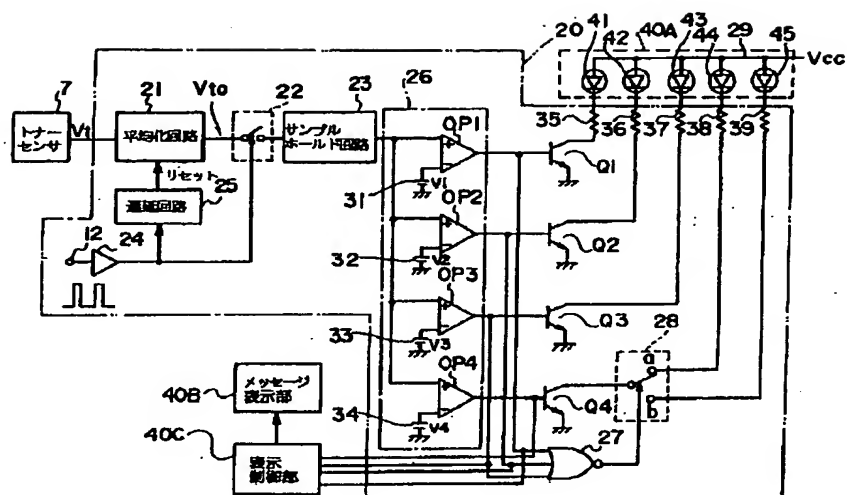 41
42
40A
43
44
29
45
20
Vcc
7
21
Vto
22
23
26
トナー
センサ
Vt
平均化回路
サンプル
ホールド回路
OP1
35
36
37
38
39
リセット
25
遅延回路
V1
31
Q1
12
24
OP2
V2
32
Q2
OP3
V3
33
Q3
28
a
b
OP4
V4
34
Q4
27
40B
メッセージ
表示部
40C
表示
制御部